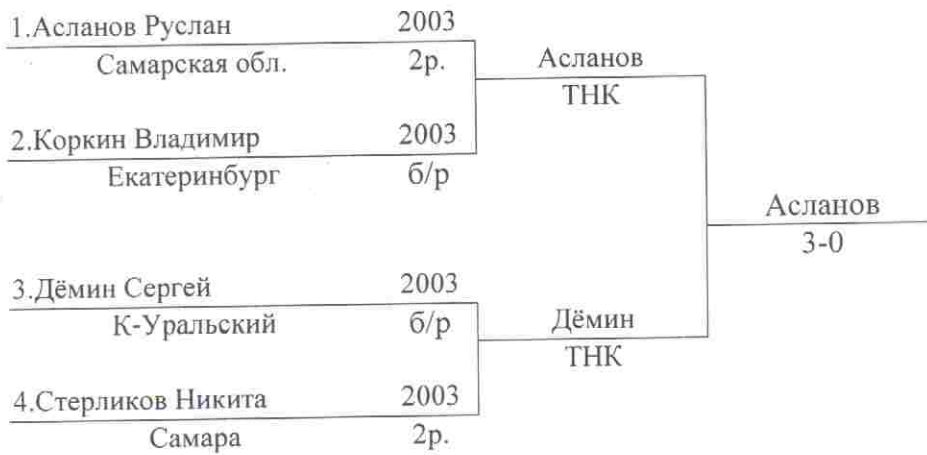 1.Асланов Руслан 2003
Самарская обл. 2р.
Асланов
ТНК
2.Коркин Владимир 2003
Екатеринбург б/р
Асланов
3-0
3.Дёмин Сергей 2003
К-Уральский б/р
Дёмин
ТНК
4.Стерликов Никита 2003
Самара 2р.